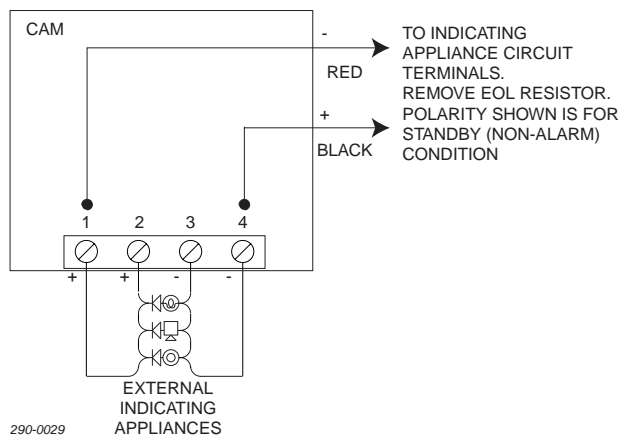 CAM
-
RED
TO INDICATING
APPLIANCE CIRCUIT
TERMINALS.
REMOVE EOL RESISTOR.
POLARITY SHOWN IS FOR
STANDBY (NON-ALARM)
CONDITION
+
BLACK
1 2 3 4
+ + - -
EXTERNAL
INDICATING
APPLIANCES
290-0029